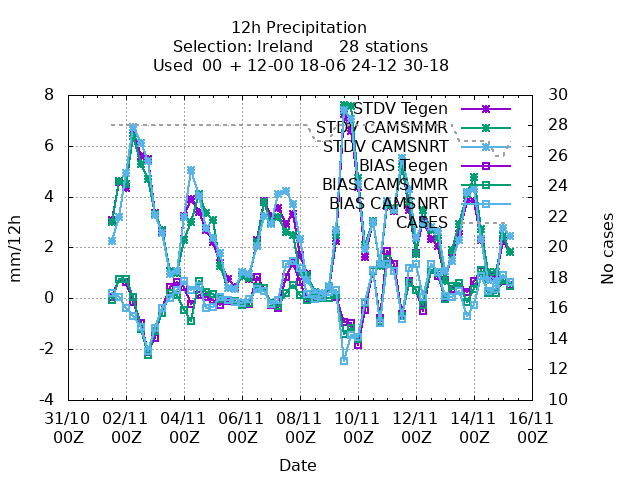 12h Precipitation
Selection: Ireland 28 stations
Used 00 + 12-00 18-06 24-12 30-18
8 30
STDV Tegen
28
STDV CAMSMMR
6
STDV CAMSNRT
26
BIAS Tegen
BIAS CAMSMMR
24
4
BIAS CAMSNRT
22
CASES
2 20
18
0
16
-2 14
12
-4 10
mm/12h
No cases
31/10 02/11 04/11 06/11 08/11 10/11 12/11 14/11 16/11
00Z 00Z 00Z 00Z 00Z 00Z 00Z 00Z 00Z
Date